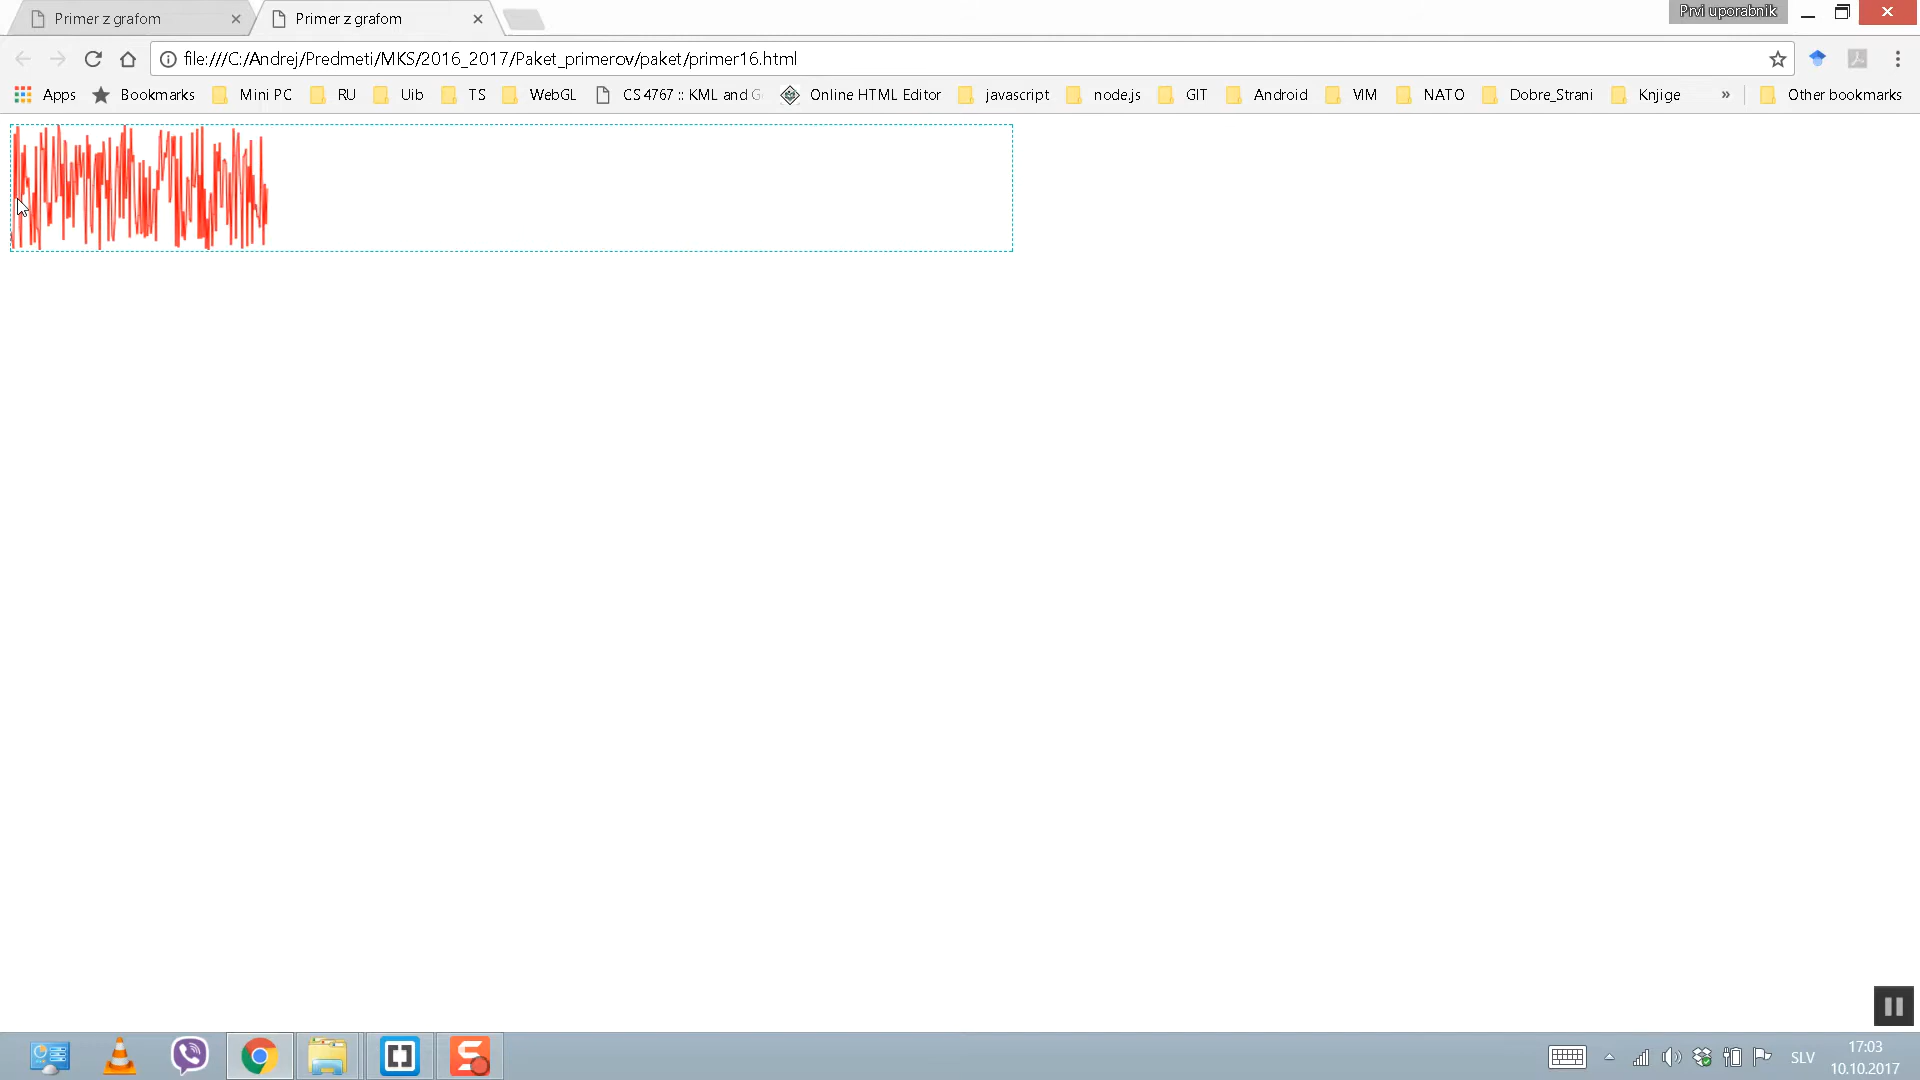 Primer z grafom
Primer z grafom
Prvi uporabnik
file:///C:/Andrej/Predmeti/MKS/2016_2017/Paket_primerov/paket/primer16.html
Apps Bookmarks Mini PC RU Uib TS WebGL CS 4767 :: KML and G Online HTML Editor javascript node.js GIT Android VIM NATO Dobre_Strani Knjige » Other bookmarks
SLV
17:03
10.10.2017